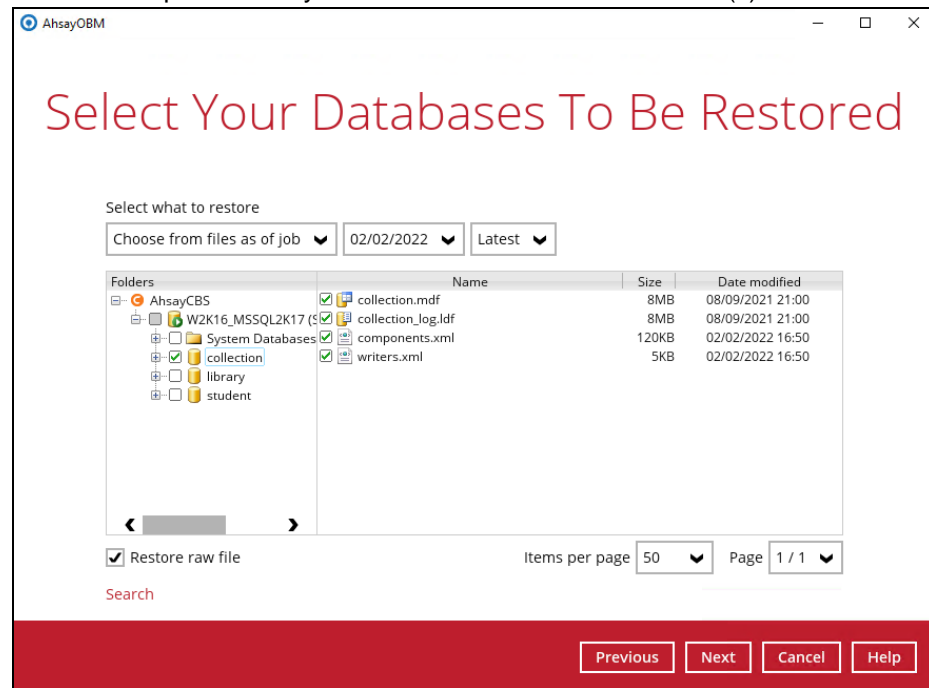 AhsayOBM
Select Your Databases To Be Restored
Select what to restore
Choose from files as of job 02/02/2022 Latest
Folders Name Size Date modified
AhsayCBS collection.mdf 8MB 08/09/2021 21:00
W2K16_MSSQL2K17 (S collection_log.ldf 8MB 08/09/2021 21:00
System Databases components.xml 120KB 02/02/2022 16:50
collection writers.xml 5KB 02/02/2022 16:50
library
student
Restore raw file Items per page 50 Page 1 / 1
Search
Previous Next Cancel Help